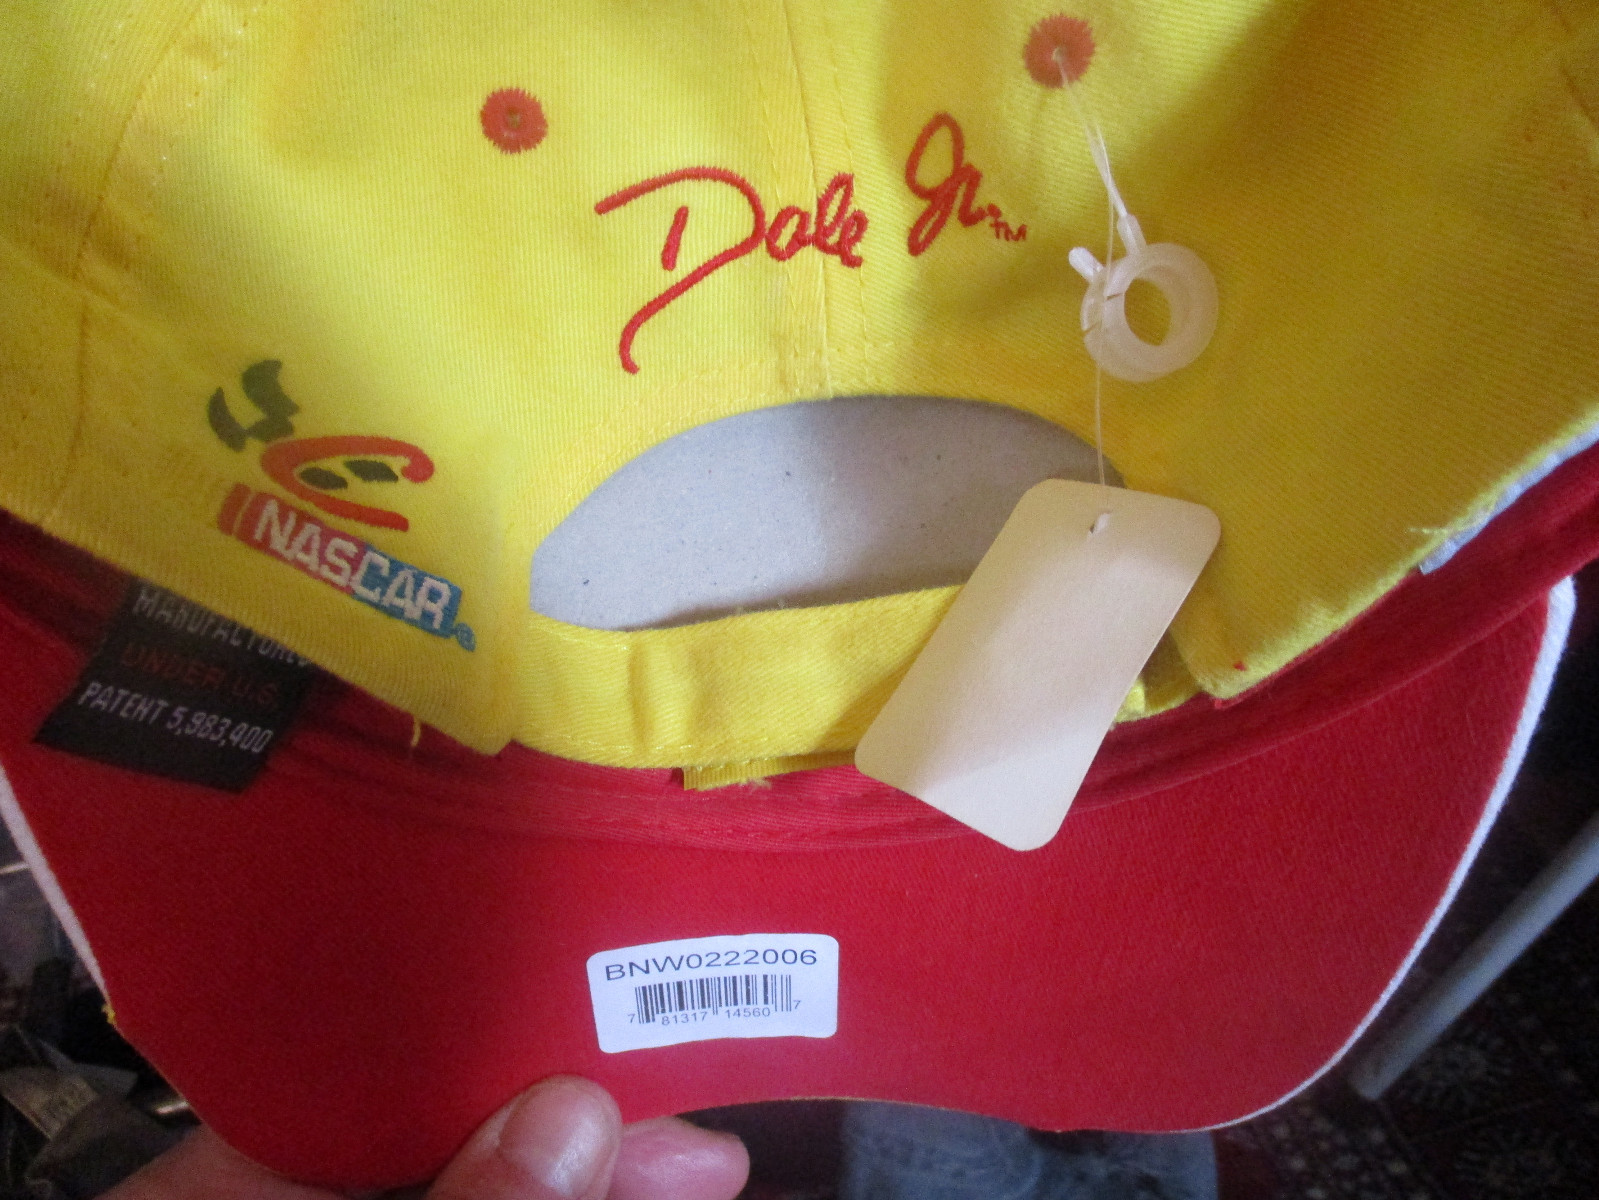 Dale Jr.™
NASCAR®
MANUFACTURED
UNDER U.S.
PATENT 5,983,400
BNW0222006
7 81317 14560 7